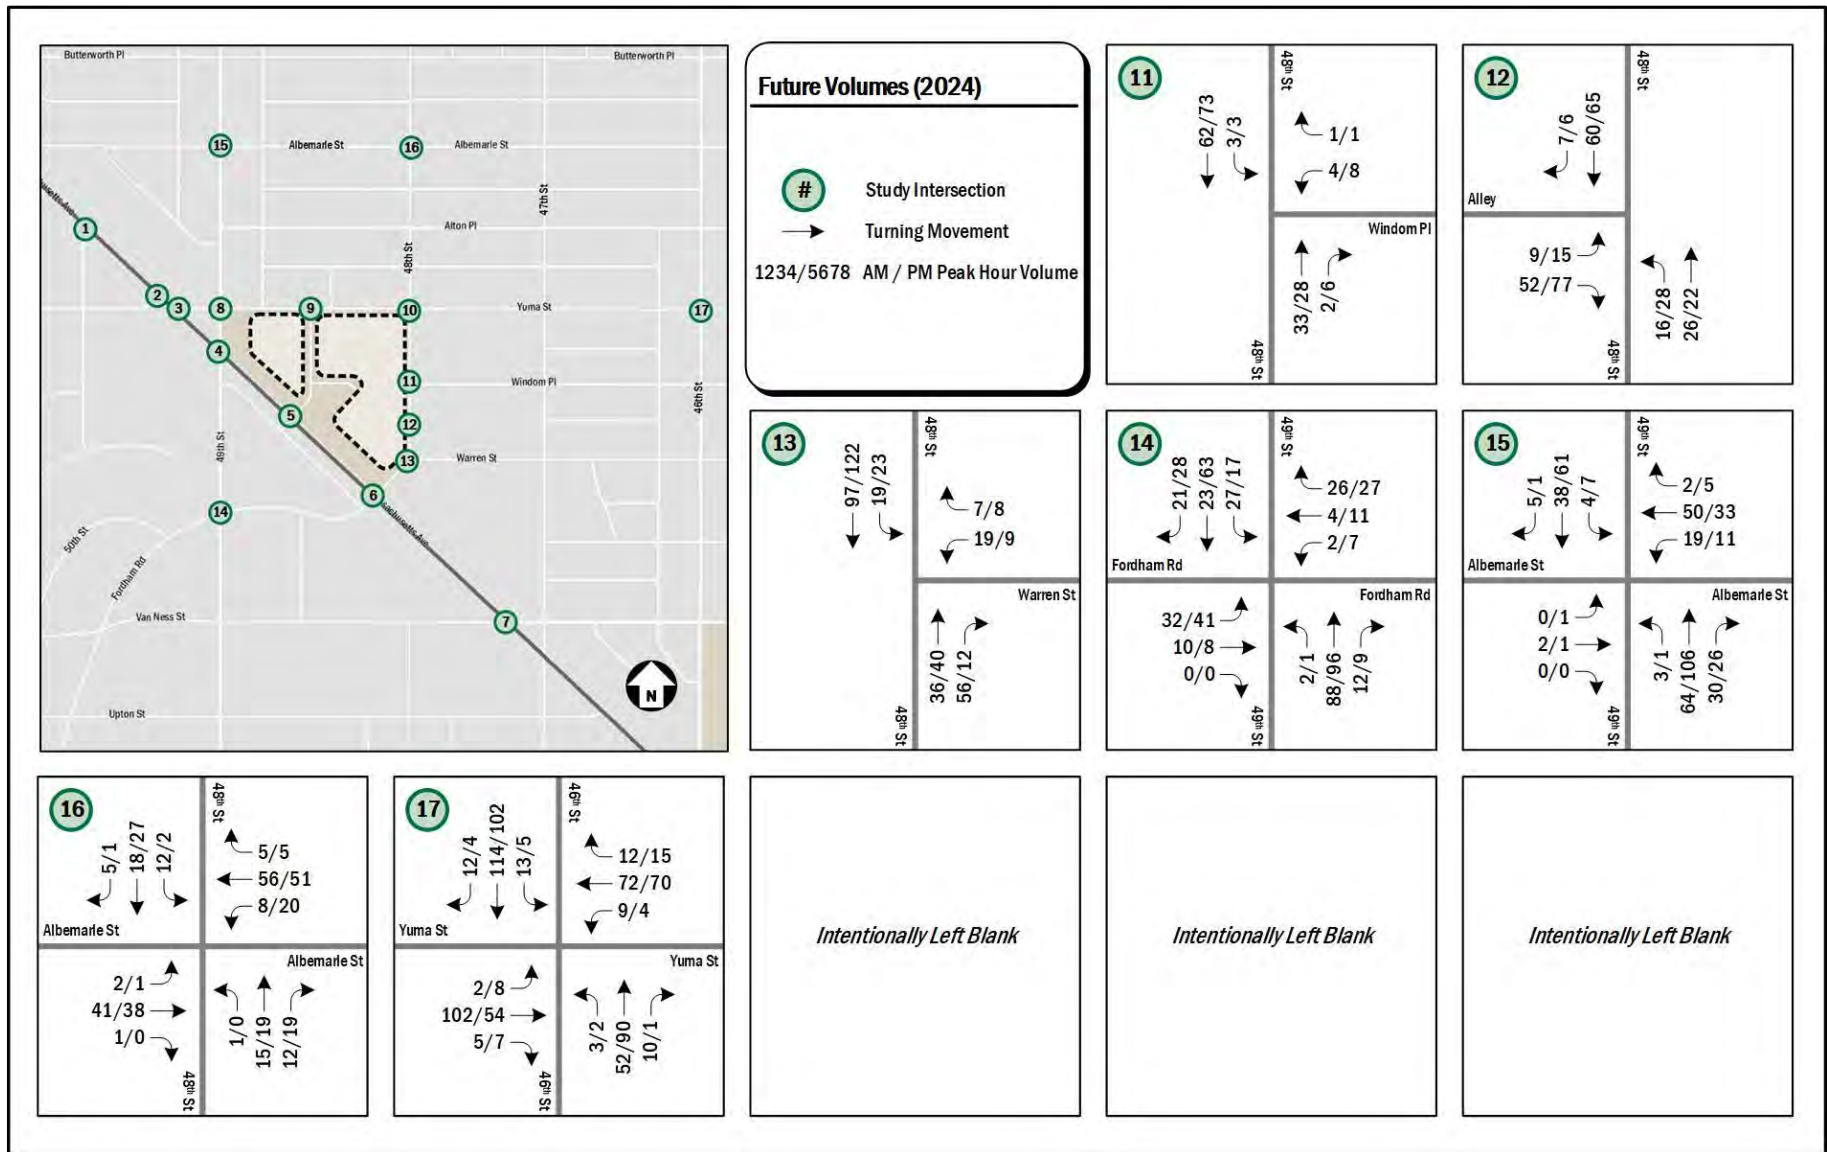 Butterworth Pl
Butterworth Pl
15
Albemarle St
16
Albemarle St
47th St
1
Alton Pl
48th St
2
3
8
9
10
Yuma St
17
4
11
Windom Pl
46th St
5
12
49th St
13
Warren St
6
14
50th St
Fordham Rd
Van Ness St
7
N
Upton St
Future Volumes (2024)
# Study Intersection
Turning Movement
1234/5678 AM / PM Peak Hour Volume
11
48th St
62/73
3/3
1/1
4/8
Windom Pl
33/28
2/6
48th St
12
48th St
7/6
60/65
Alley
9/15
52/77
16/28
26/22
48th St
13
48th St
97/122
19/23
7/8
19/9
Warren St
36/40
56/12
48th St
14
49th St
21/28
23/63
27/17
26/27
4/11
2/7
Fordham Rd
Fordham Rd
32/41
10/8
0/0
2/1
88/96
12/9
49th St
15
49th St
5/1
38/61
4/7
2/5
50/33
19/11
Albemarle St
Albemarle St
0/1
2/1
0/0
3/1
64/106
30/26
49th St
16
48th St
5/1
18/27
12/2
5/5
56/51
8/20
Albemarle St
Albemarle St
2/1
41/38
1/0
1/0
15/19
12/19
48th St
17
46th St
12/4
114/102
13/5
12/15
72/70
9/4
Yuma St
Yuma St
2/8
102/54
5/7
3/2
52/90
10/1
46th St
Intentionally Left Blank
Intentionally Left Blank
Intentionally Left Blank